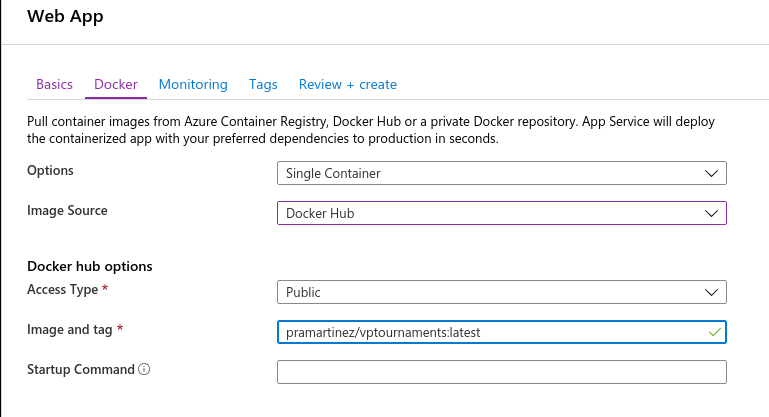 Web App
Basics Docker Monitoring Tags Review + create
Pull container images from Azure Container Registry, Docker Hub or a private Docker repository. App Service will deploy
the containerized app with your preferred dependencies to production in seconds.
Options Single Container
Image Source Docker Hub
Docker hub options
Access Type * Public
Image and tag * pramartinez/vptournaments:latest
Startup Command